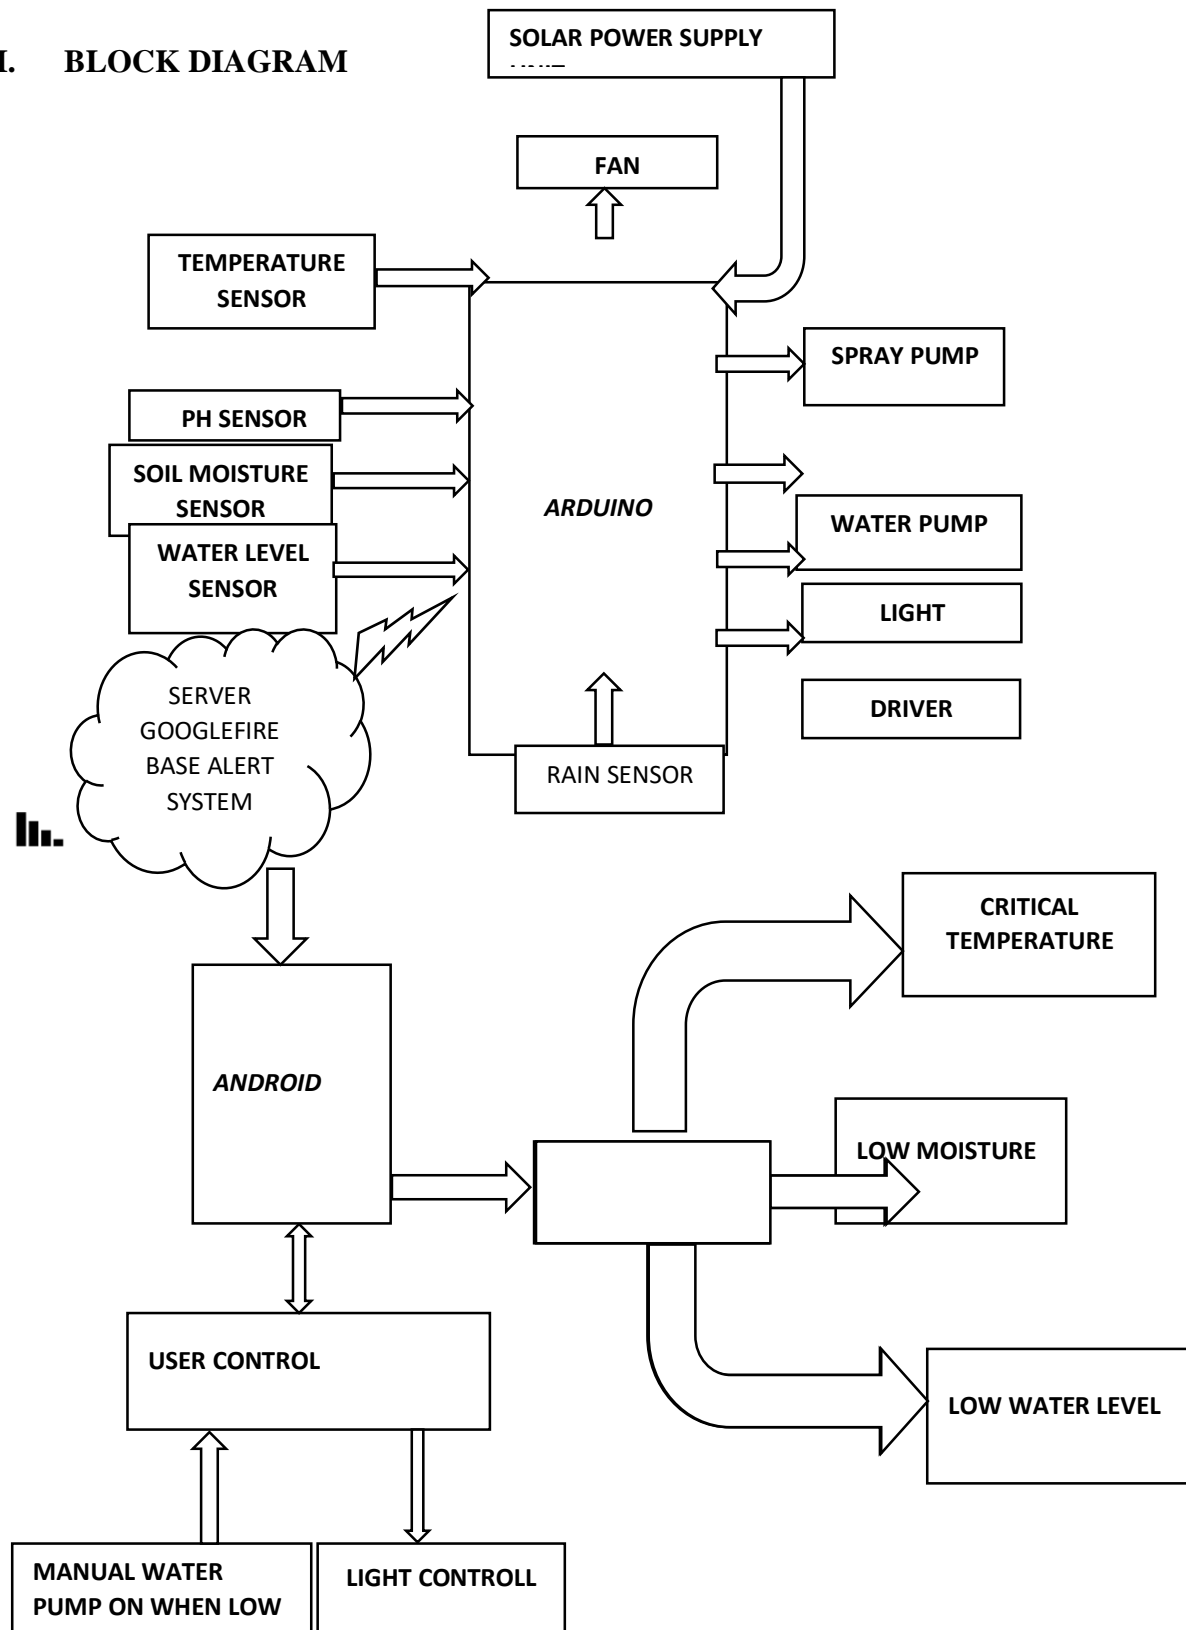 I. BLOCK DIAGRAM
SOLAR POWER SUPPLY
FAN
TEMPERATURE
SENSOR
SPRAY PUMP
PH SENSOR
SOIL MOISTURE
SENSOR
ARDUINO
WATER PUMP
WATER LEVEL
SENSOR
LIGHT
SERVER
GOOGLEFIRE
BASE ALERT
SYSTEM
DRIVER
RAIN SENSOR
CRITICAL
TEMPERATURE
ANDROID
LOW MOISTURE
USER CONTROL
LOW WATER LEVEL
MANUAL WATER
PUMP ON WHEN LOW
LIGHT CONTROLL